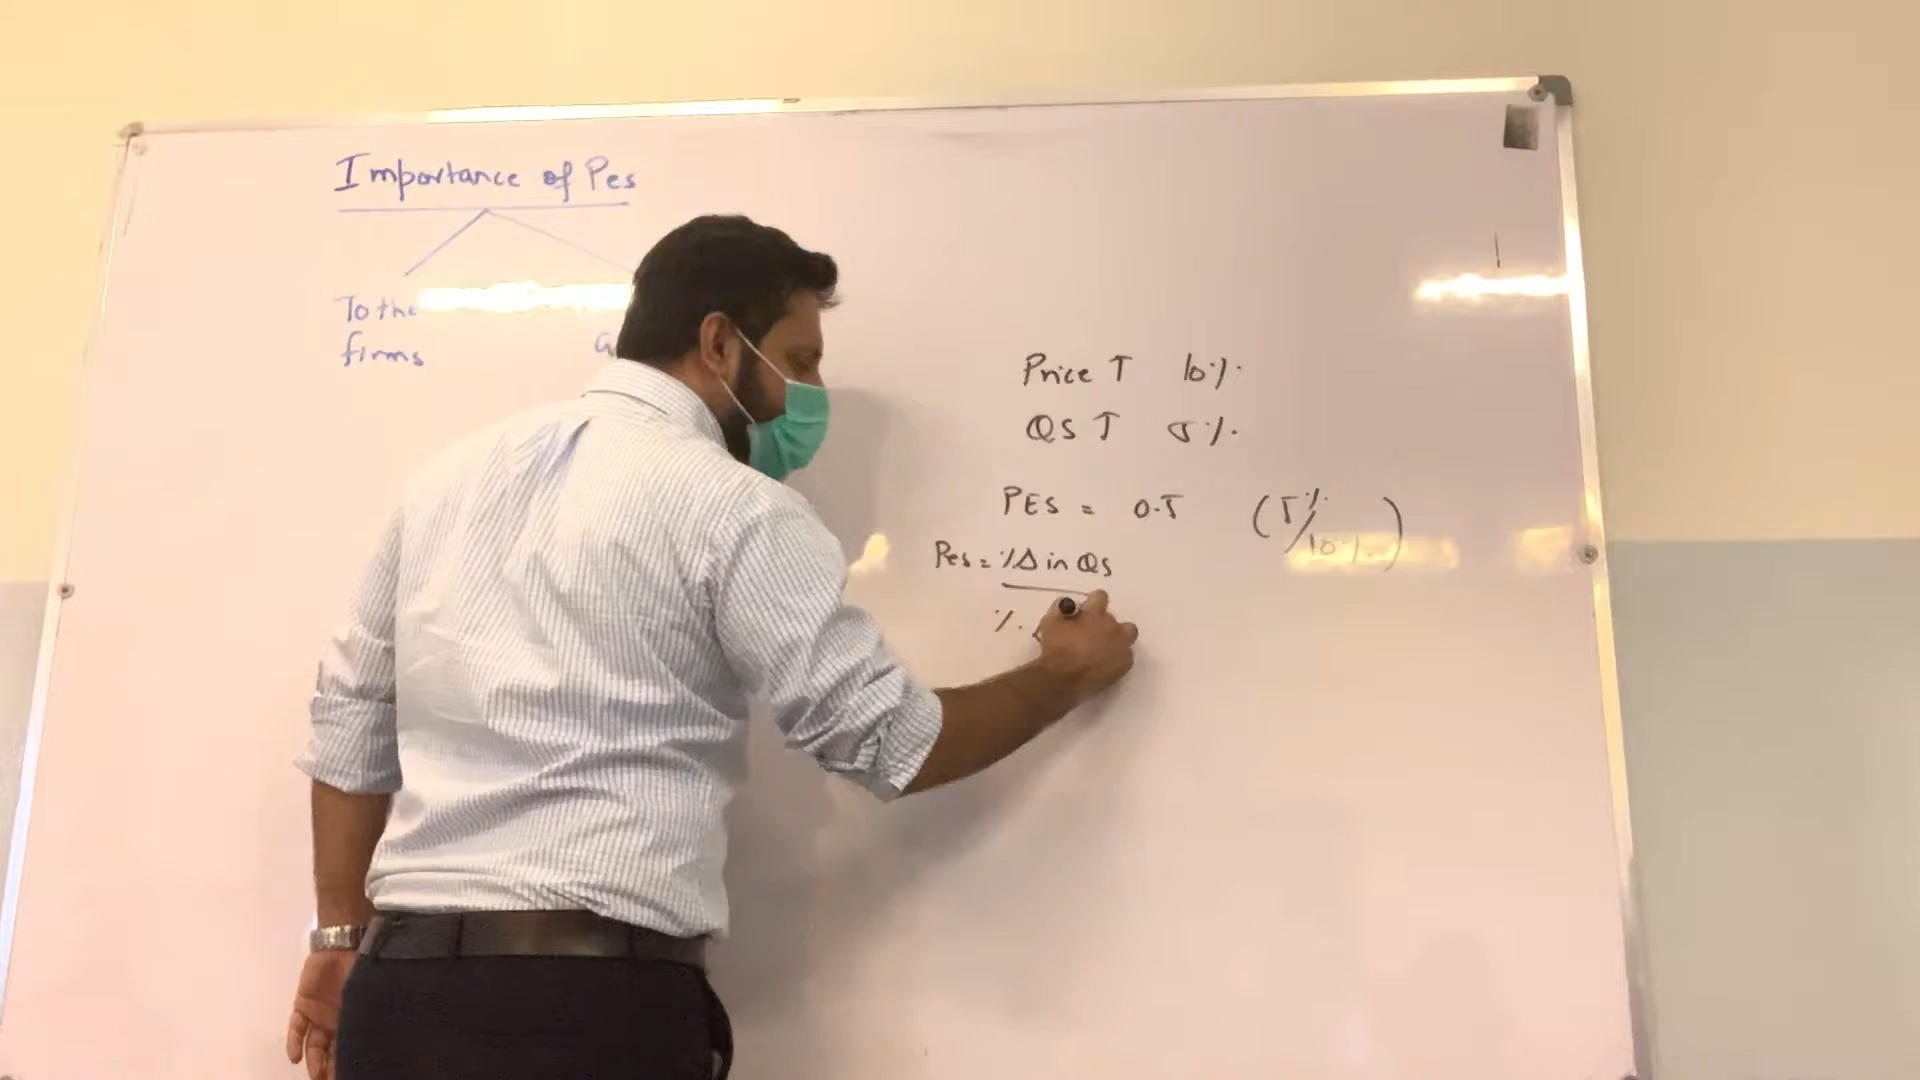 Importance of Pes
To the
firms
Price ↑ 10%
QS ↑ 5%
PES = 0.5 (5%/10%)
Pes = %Δ in Qs
%